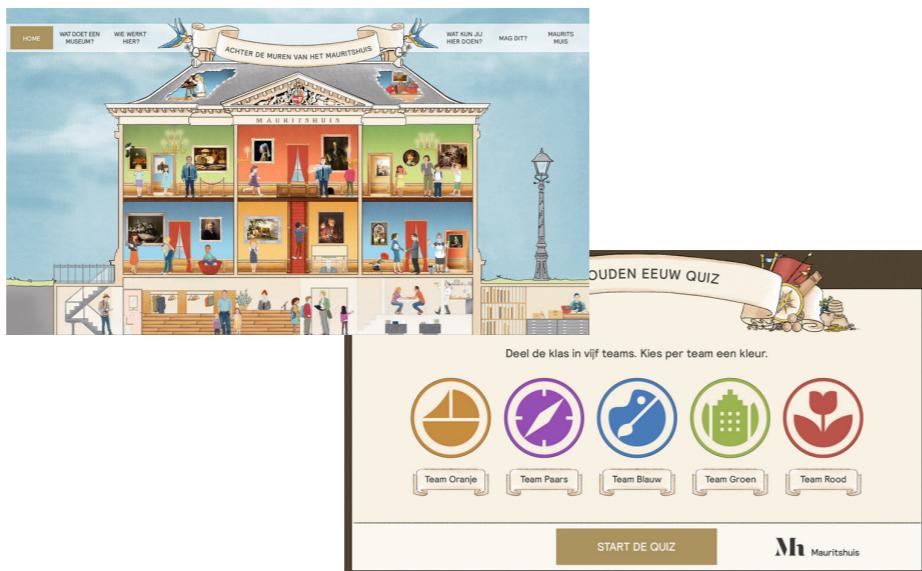 HOME
WAT DOET EEN
MUSEUM?
WIE WERKT
HIER?
ACHTER DE MUREN VAN HET MAURITSHUIS
WAT KUN JIJ
HIER DOEN?
MAG DIT?
MAURITS
MUIS
MAURITSHUIS
OUDEN EEUW QUIZ
Deel de klas in vijf teams. Kies per team een kleur.
Team Oranje
Team Paars
Team Blauw
Team Groen
Team Rood
START DE QUIZ
Mh Mauritshuis